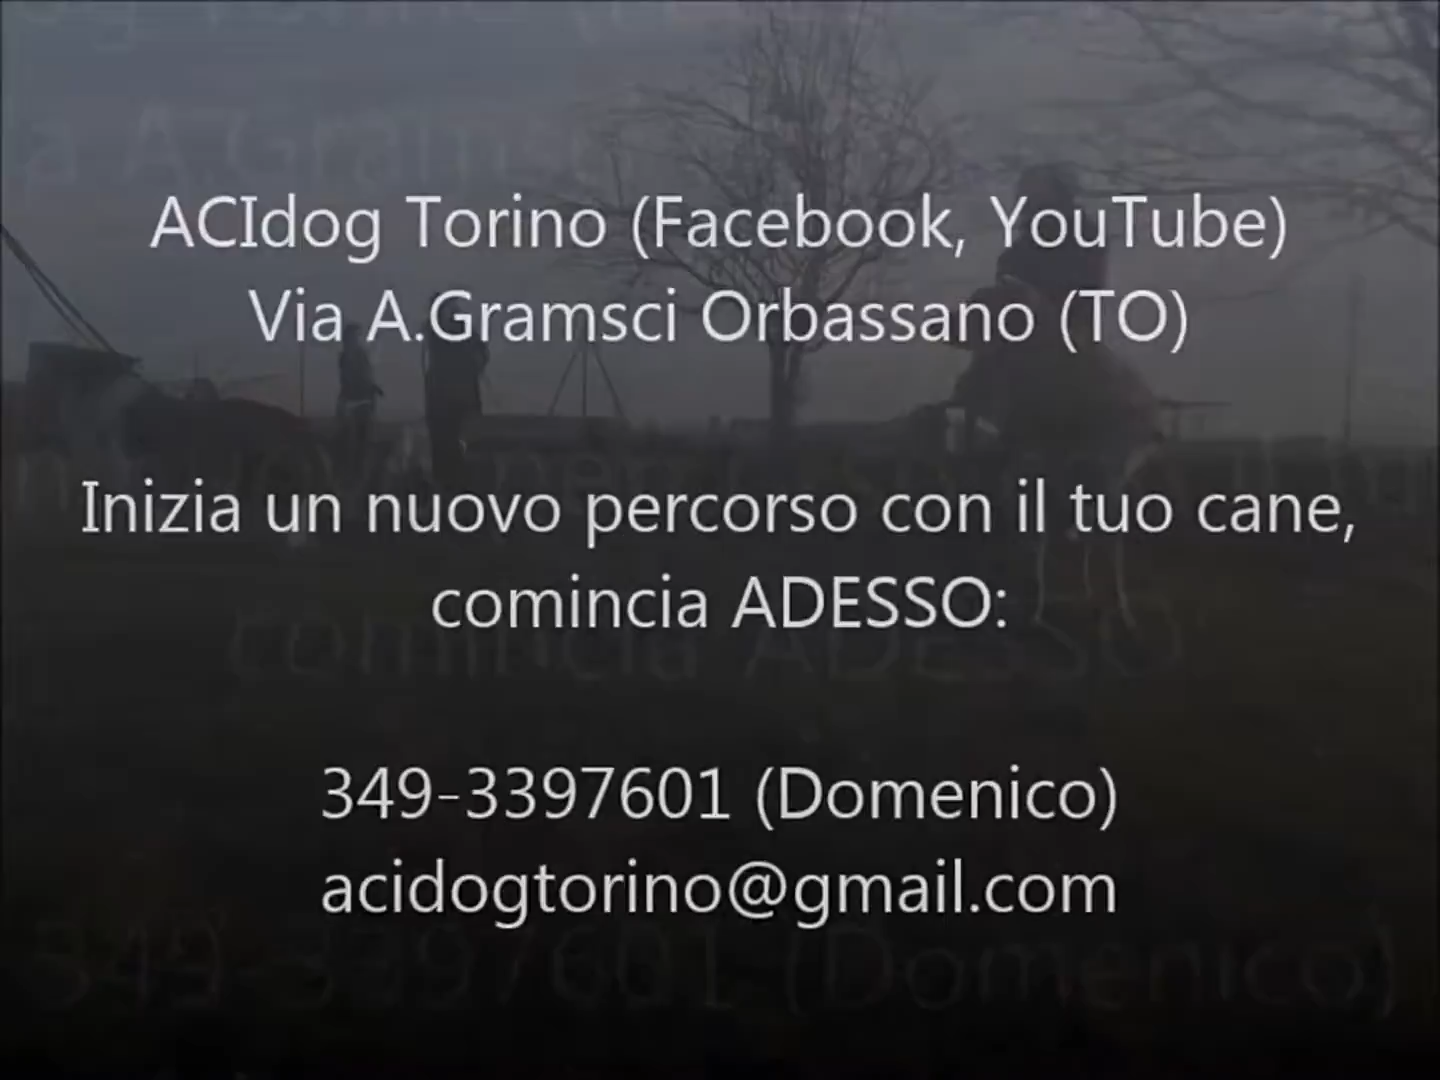 ACIdog Torino (Facebook, YouTube)
Via A.Gramsci Orbassano (TO)
Inizia un nuovo percorso con il tuo cane,
comincia ADESSO:
349-3397601 (Domenico)
acidogtorino@gmail.com